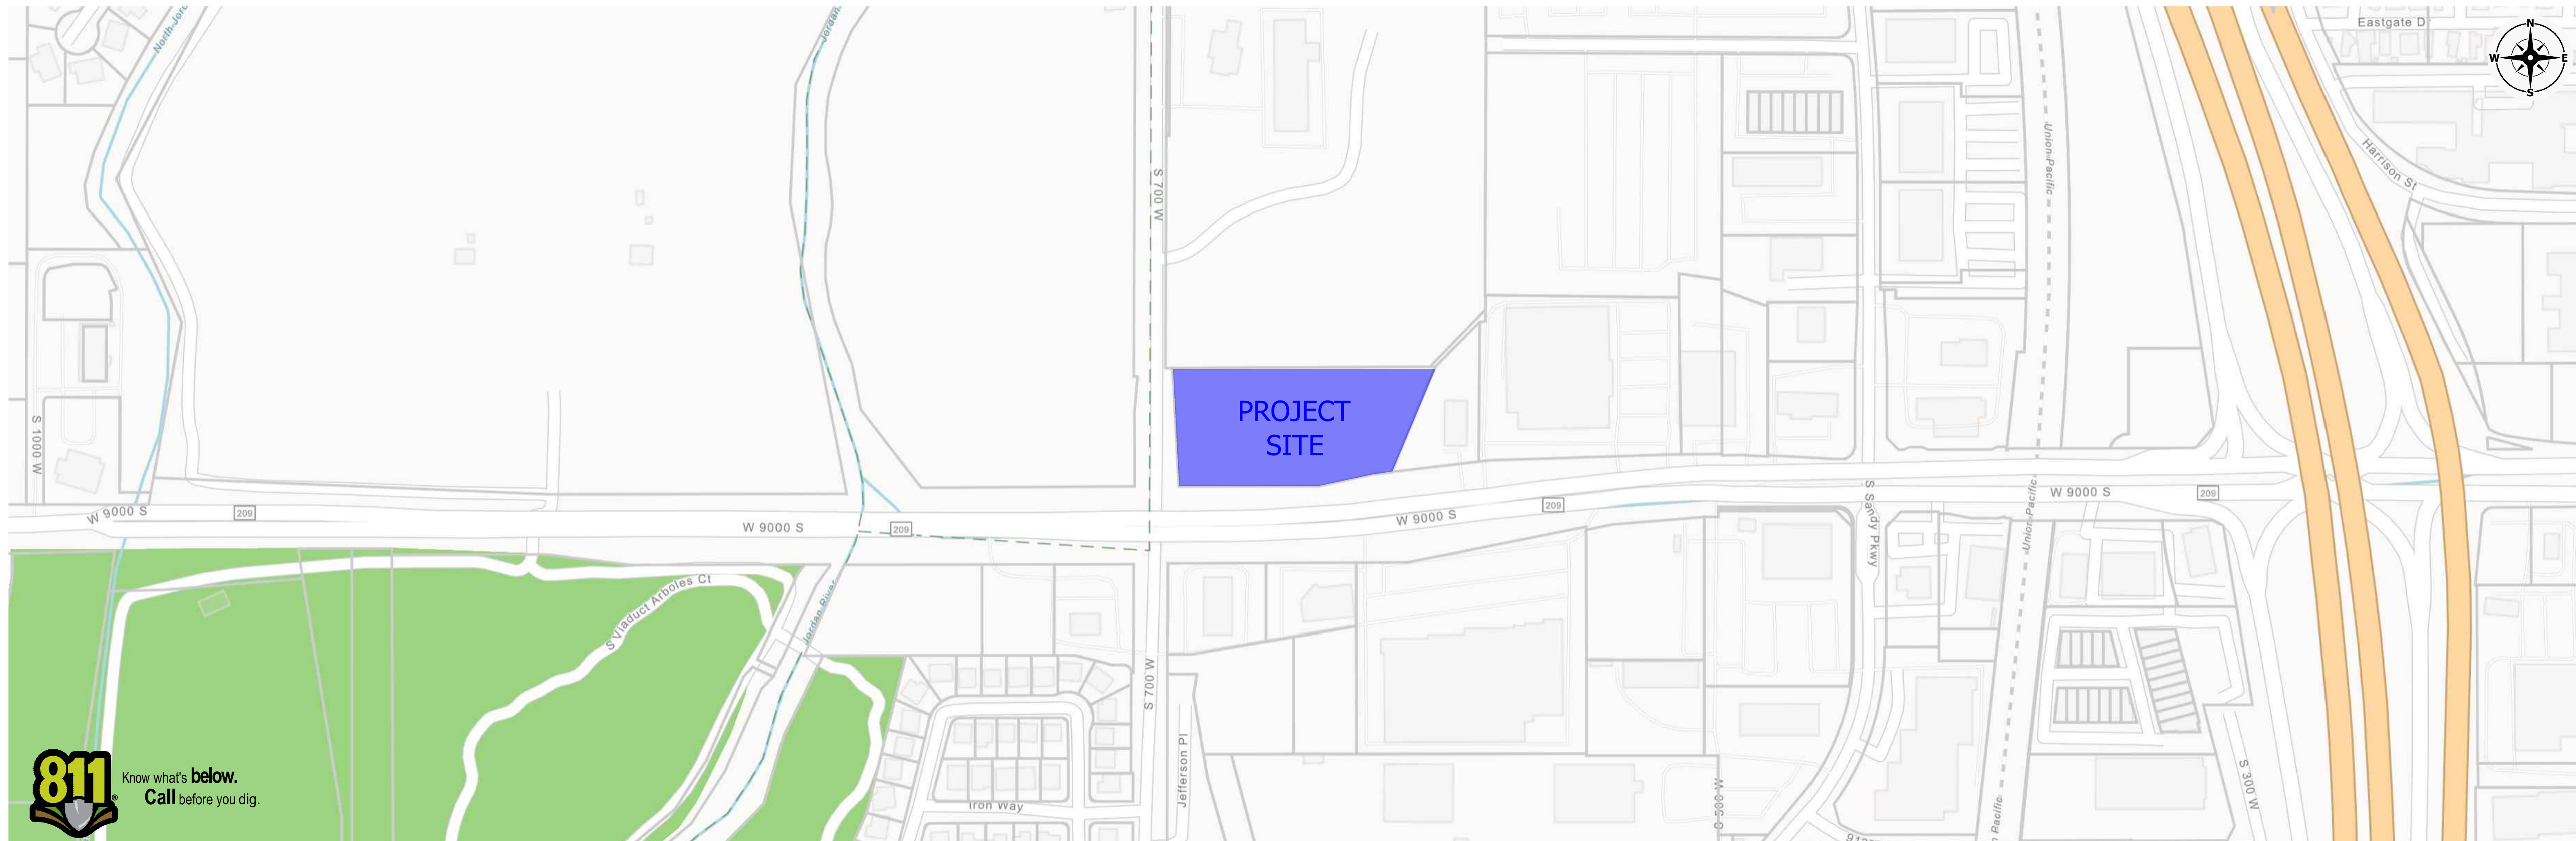 North Jor
Jordan
Eastgate D
N
W
E
S
Union Pacific
Harrison St
S 700 W
PROJECT
SITE
S 1000 W
W 9000 S
209
W 9000 S
209
W 9000 S
209
S Sandy Pkwy
Union Pacific
W 9000 S
209
S Viaduct Arboles Ct
Jordan River
S 700 W
Jefferson Pl
Iron Way
S 300 W
811
Know what's below.
Call before you dig.
®